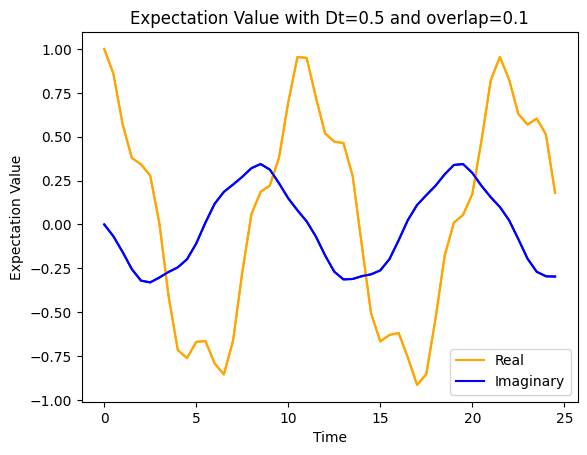 Expectation Value with Dt=0.5 and overlap=0.1
Expectation Value
1.00
0.75
0.50
0.25
0.00
−0.25
−0.50
−0.75
−1.00
Real
Imaginary
0 5 10 15 20 25
Time